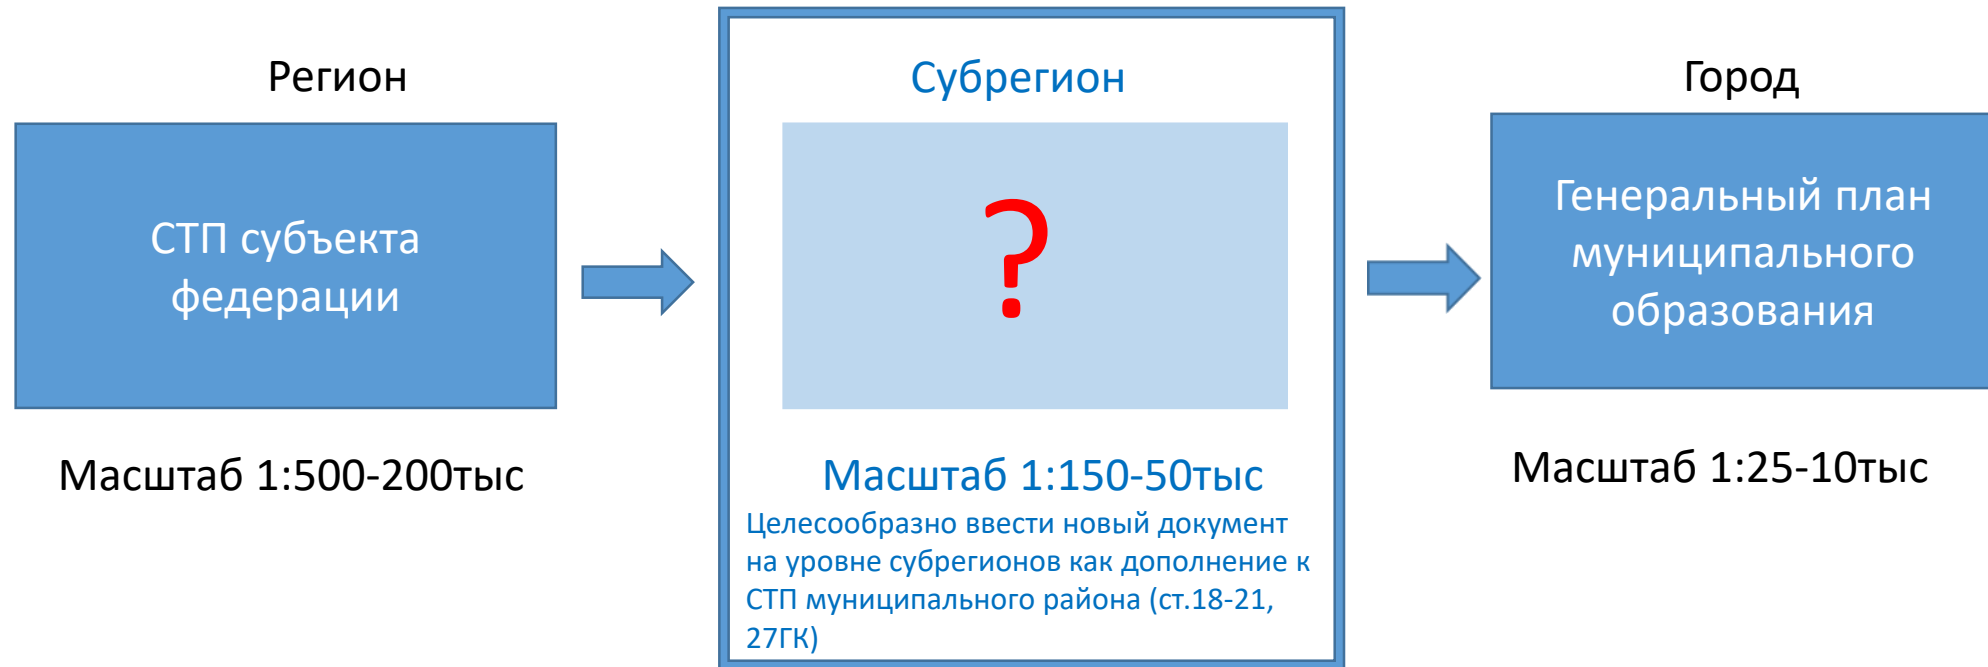 Регион
СТП субъекта
федерации
Масштаб 1:500-200тыс
Субрегион
?
Масштаб 1:150-50тыс
Целесообразно ввести новый документ
на уровне субрегионов как дополнение к
СТП муниципального района (ст.18-21,
27ГК)
Город
Генеральный план
муниципального
образования
Масштаб 1:25-10тыс